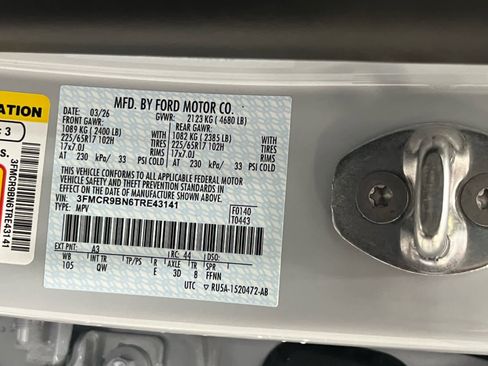 MFD. BY FORD MOTOR CO.
DATE: 03/26 GVWR: 2123 KG ( 4680 LB)
FRONT GAWR: REAR GAWR:
1089 KG ( 2400 LB) 1082 KG ( 2385 LB)
225/65R17 102H TIRES 225/65R17 102H
17x7.0J RIMS 17x7.0J
AT 230 kPa/ 33 PSI COLD AT 230 kPa/ 33 PSI COLD
THIS VEHICLE CONFORMS TO ALL APPLICABLE FEDERAL MOTOR
VEHICLE SAFETY AND THEFT PREVENTION STANDARDS IN
EFFECT ON THE DATE OF MANUFACTURE SHOWN ABOVE.
VIN: 3FMCR9BN6TRE43141 F0140
TYPE: MPV T0443
EXT PNT: A3 RC: 44 DSO:
WB INT TR TP/PS R AXLE TR SPR
105 QW E 3D 8 FFNN
UTC ▽ RU5A-1520472-AB
ATION
: 3
S.
3FMCR9BN6TRE43141